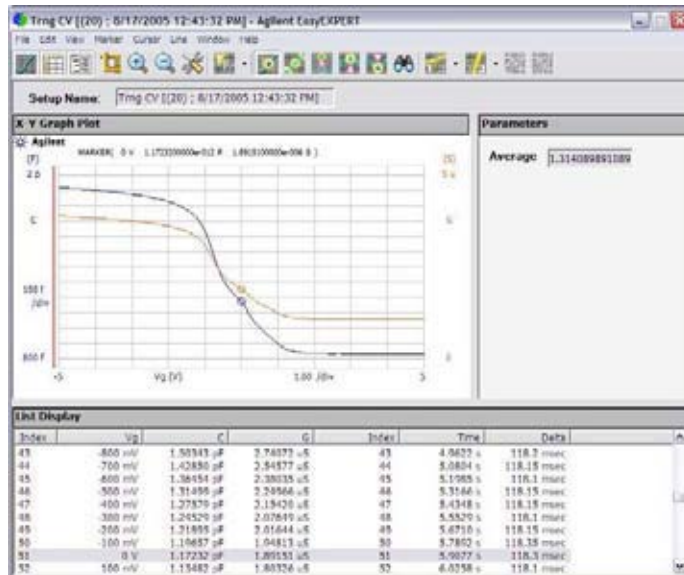 Trng CV [(20) ; 8/17/2005 12:43:32 PM] - Agilent EasyEXPERT
File Edit View Marker Cursor Line Window Help
Setup Name: Trng CV [(20) ; 8/17/2005 12:43:32 PM]
X-Y Graph Plot
Parameters
Agilent
Average 1.314089891089
C
G
-5 Vg (V) 1.00 /div 5
List Display
Index Vg C G Index Time Delta
43 -800 mV 1.50343 pF 2.74072 uS 43 4.9622 s 118.2 msec
44 -700 mV 1.42850 pF 2.54577 uS 44 5.0804 s 118.15 msec
45 -600 mV 1.36454 pF 2.38035 uS 45 5.1985 s 118.1 msec
46 -500 mV 1.31495 pF 2.24566 uS 46 5.3166 s 118.15 msec
47 -400 mV 1.27579 pF 2.15420 uS 47 5.4348 s 118.15 msec
48 -300 mV 1.24529 pF 2.07649 uS 48 5.5529 s 118.1 msec
49 -200 mV 1.21895 pF 2.01644 uS 49 5.6710 s 118.15 msec
50 -100 mV 1.19657 pF 1.94813 uS 50 5.7892 s 118.15 msec
51 0 V 1.17232 pF 1.89151 uS 51 5.9077 s 118.3 msec
52 100 mV 1.15482 pF 1.80326 uS 52 6.0258 s 118.1 msec